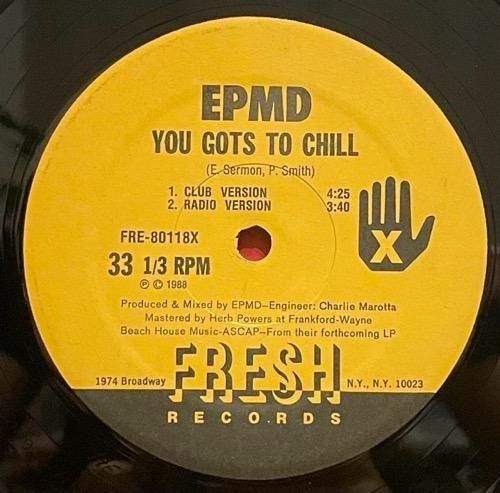 EPMD
YOU GOTS TO CHILL
(E. Sermon, P. Smith)
1. CLUB VERSION 4:25
2. RADIO VERSION 3:40
X
FRE-80118X
33 1/3 RPM
℗ © 1988
Produced & Mixed by EPMD–Engineer: Charlie Marotta
Mastered by Herb Powers at Frankford-Wayne
Beach House Music-ASCAP–From their forthcoming LP
1974 Broadway FRESH N.Y., N.Y. 10023
RECORDS